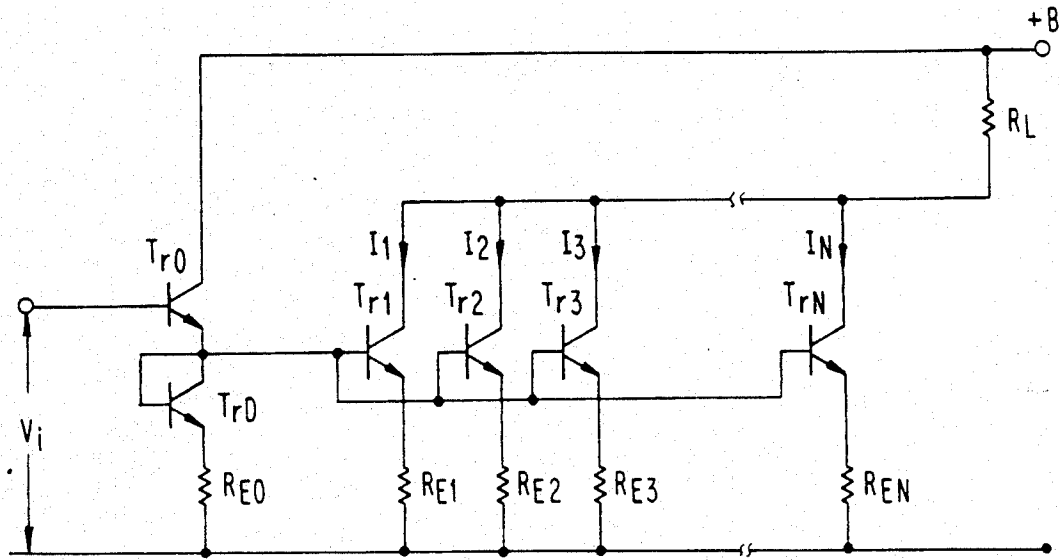 +B
RL
I1 I2 I3 IN
Tr0
Tr1 Tr2 Tr3 TrN
TrD
Vi
RE0 RE1 RE2 RE3 REN